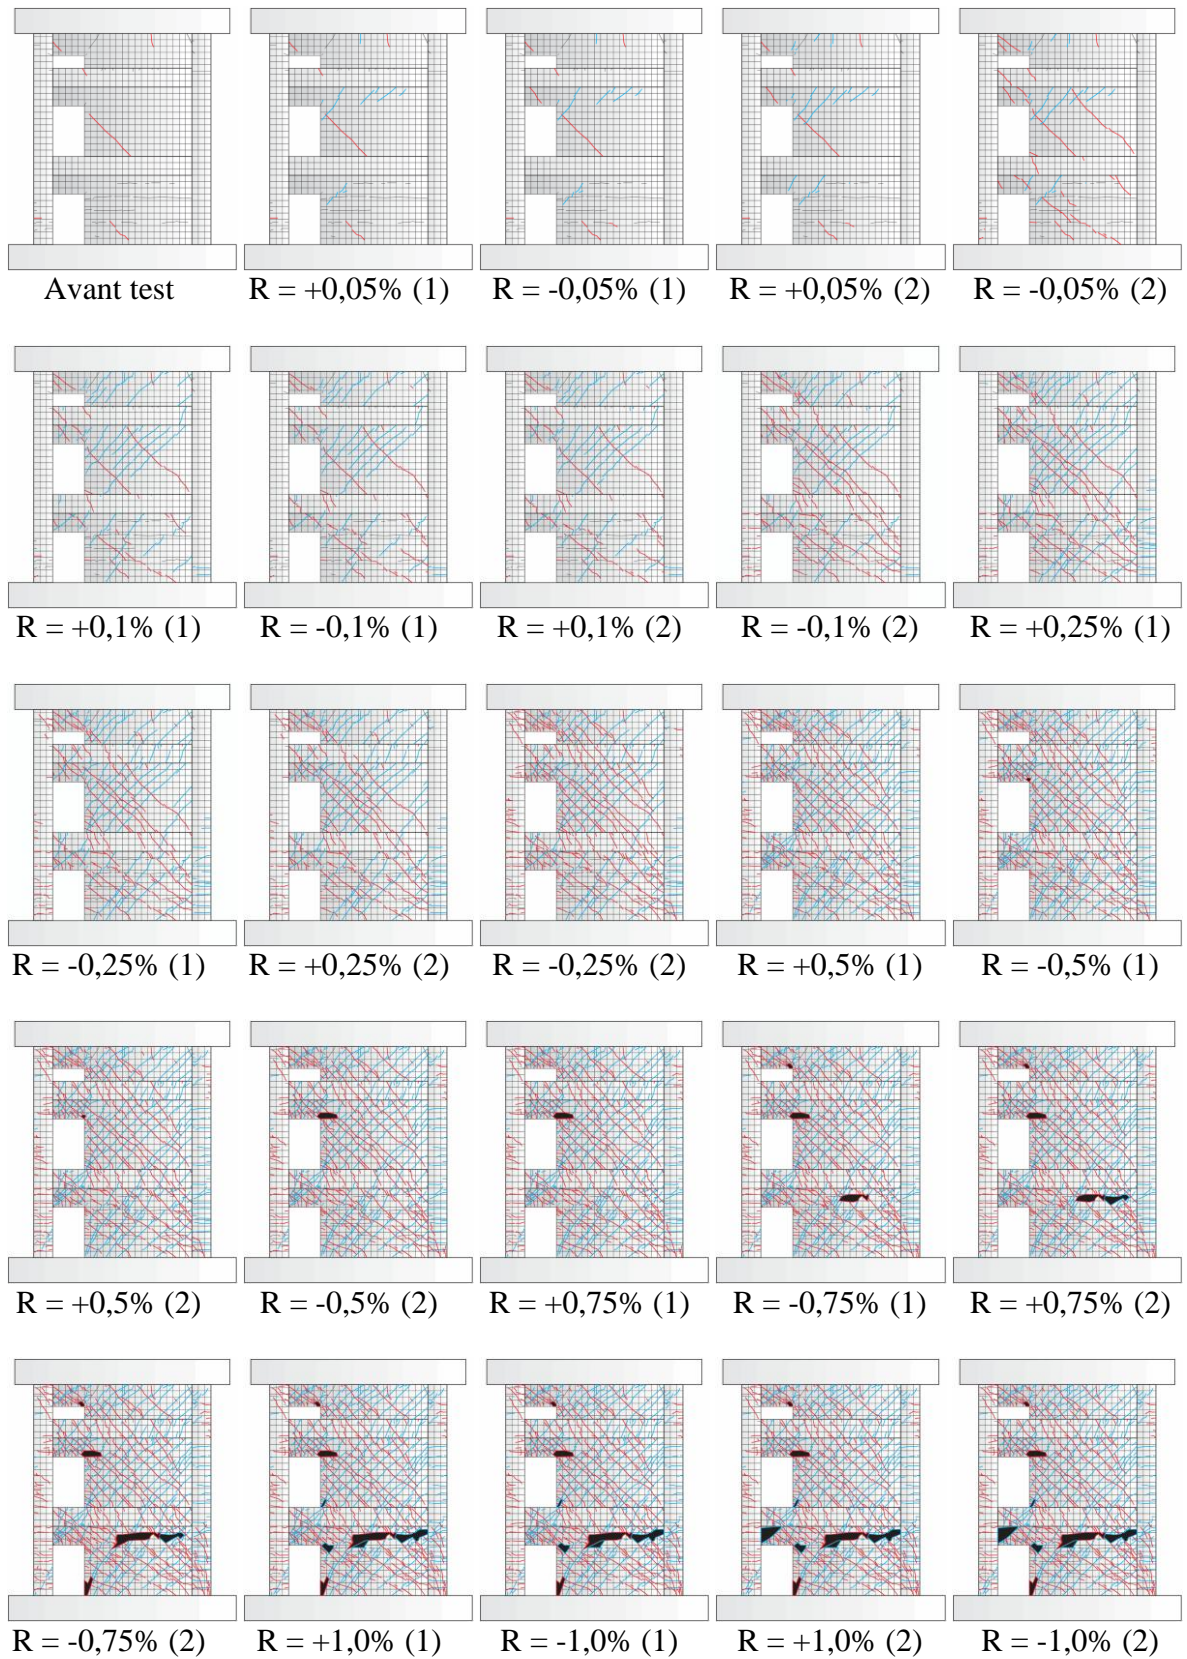 Avant test R = +0,05% (1) R = -0,05% (1) R = +0,05% (2) R = -0,05% (2)
R = +0,1% (1) R = -0,1% (1) R = +0,1% (2) R = -0,1% (2) R = +0,25% (1)
R = -0,25% (1) R = +0,25% (2) R = -0,25% (2) R = +0,5% (1) R = -0,5% (1)
R = +0,5% (2) R = -0,5% (2) R = +0,75% (1) R = -0,75% (1) R = +0,75% (2)
R = -0,75% (2) R = +1,0% (1) R = -1,0% (1) R = +1,0% (2) R = -1,0% (2)